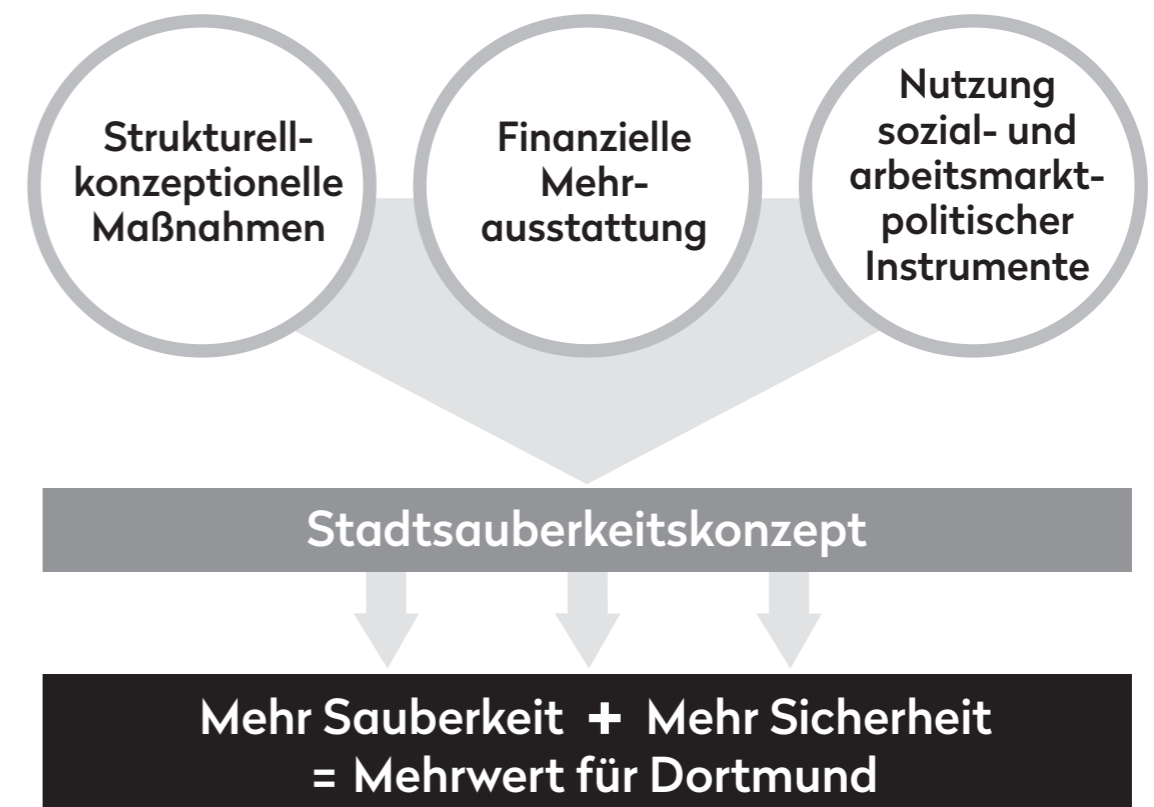 Strukturell-
konzeptionelle
Maßnahmen
Finanzielle
Mehr-
ausstattung
Nutzung
sozial- und
arbeitsmarkt-
politischer
Instrumente
Stadtsauberkeitskonzept
Mehr Sauberkeit + Mehr Sicherheit
= Mehrwert für Dortmund